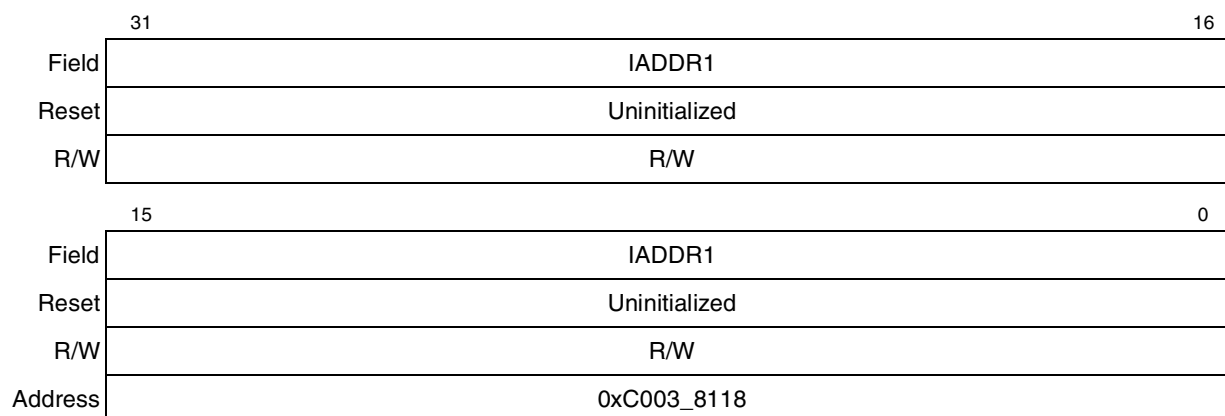 31 16
Field IADDR1
Reset Uninitialized
R/W R/W
15 0
Field IADDR1
Reset Uninitialized
R/W R/W
Address 0xC003_8118